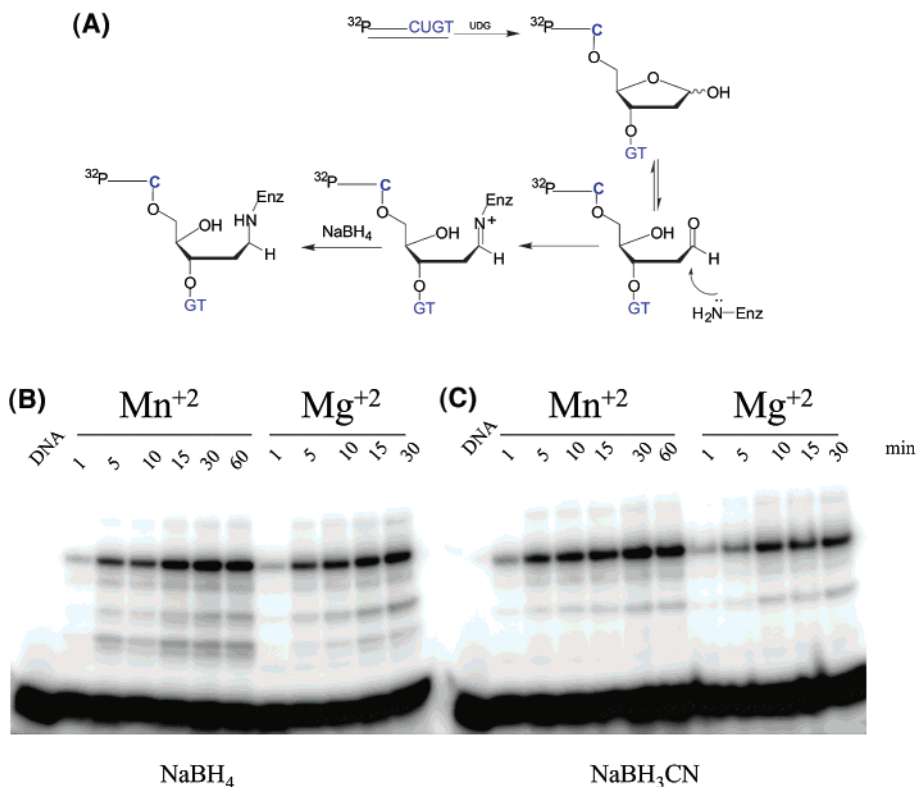 (A)
³²P CUGT UDG ³²P C
O
O OH
O
GT
³²P C ³²P C ³²P C
Enz Enz
O HN O N+ O O
OH NaBH₄ OH OH
H H H
O O O
GT GT GT
H₂N Enz
(B) Mn⁺² Mg⁺² (C) Mn⁺² Mg⁺²
DNA 1 5 10 15 30 60 1 5 10 15 30 DNA 1 5 10 15 30 60 1 5 10 15 30 min
NaBH₄ NaBH₃CN